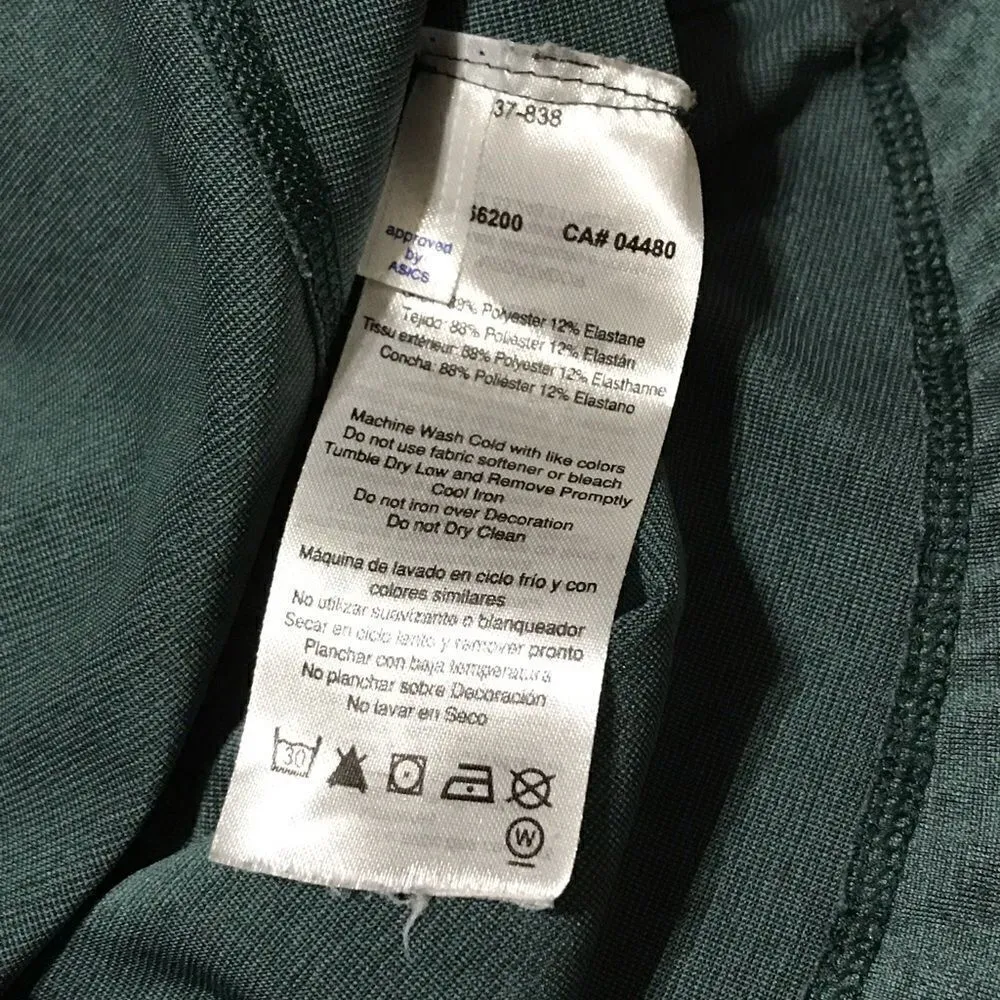 37-838
6200 CA# 04480
approved
by
ASICS
88% Polyester 12% Elastane
Tejido: 88% Poliéster 12% Elastán
Tissu extérieur: 88% Polyester 12% Elasthanne
Concha: 88% Poliéster 12% Elastano
Machine Wash Cold with like colors
Do not use fabric softener or bleach
Tumble Dry Low and Remove Promptly
Cool Iron
Do not iron over Decoration
Do not Dry Clean
Máquina de lavado en ciclo frío y con
colores similares
No utilizar suavizante o blanqueador
Secar en ciclo lento y remover pronto
Planchar con baja temperatura
No planchar sobre Decoración
No lavar en Seco
30
W